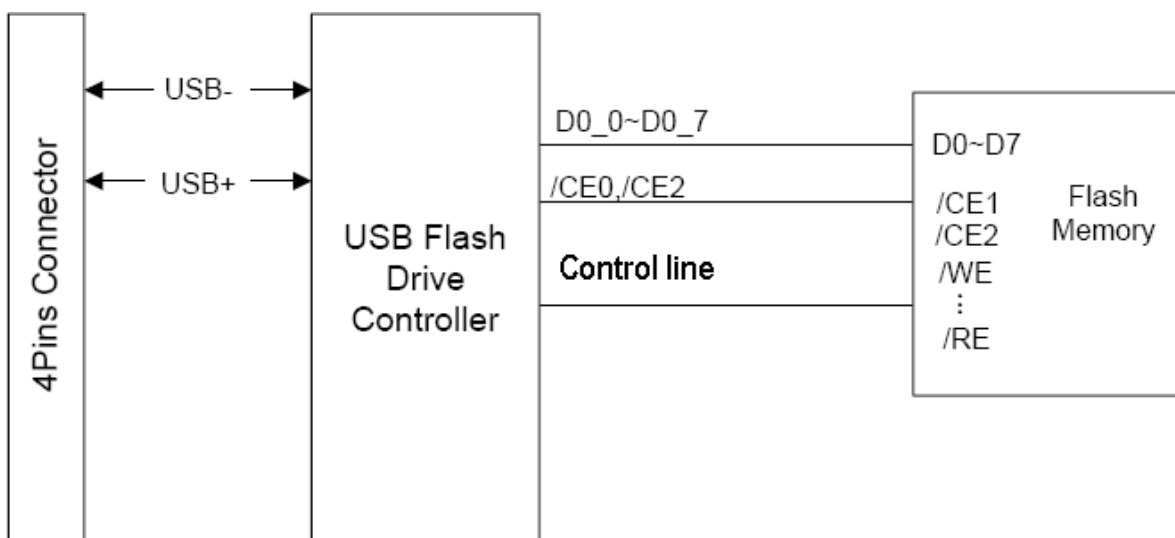 4Pins Connector
USB-
USB+
USB Flash
Drive
Controller
D0_0~D0_7
/CE0,/CE2
Control line
D0~D7
/CE1
/CE2
/WE
⋮
/RE
Flash
Memory